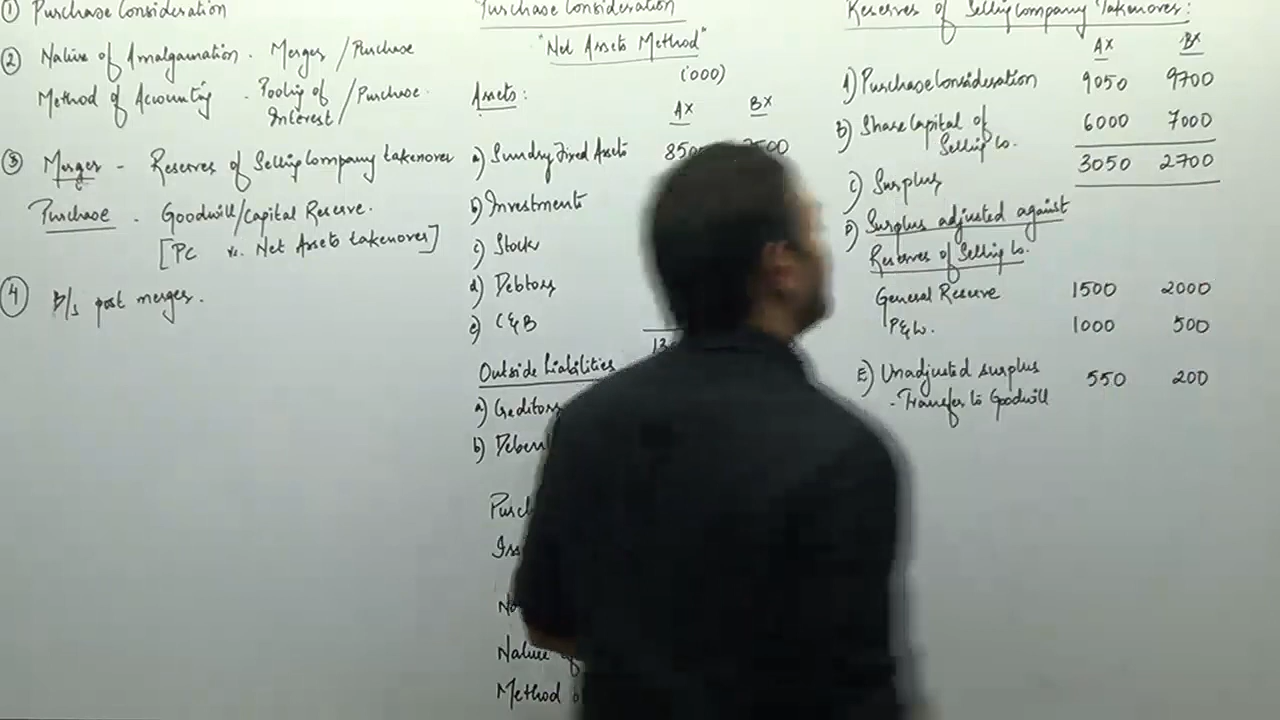 ① Purchase Consideration
② Nature of Amalgamation - Merger / Purchase
Method of Accounting - Pooling of Interest / Purchase.
③ Merger - Reserves of Selling Company takenover
Purchase - Goodwill/Capital Reserve.
[PC vs. Net Assets takenover]
④ B/s post merger.
Purchase Consideration
"Net Assets Method"
('000)
Assets: AX BX
a) Sundry Fixed Assets
b) Investments
c) Stock
d) Debtors
e) C&B
Outside Liabilities
a) Creditors
b)
Nature of
Method
Reserves of Selling Company Takenover:
AX BX
A) Purchase Consideration 9050 9700
B) Share Capital of Selling Co. 6000 7000
C) Surplus 3050 2700
D) Surplus adjusted against
Reserves of Selling Co.
General Reserve 1500 2000
P&L. 1000 500
E) Unadjusted surplus 550 200
- Transfer to Goodwill